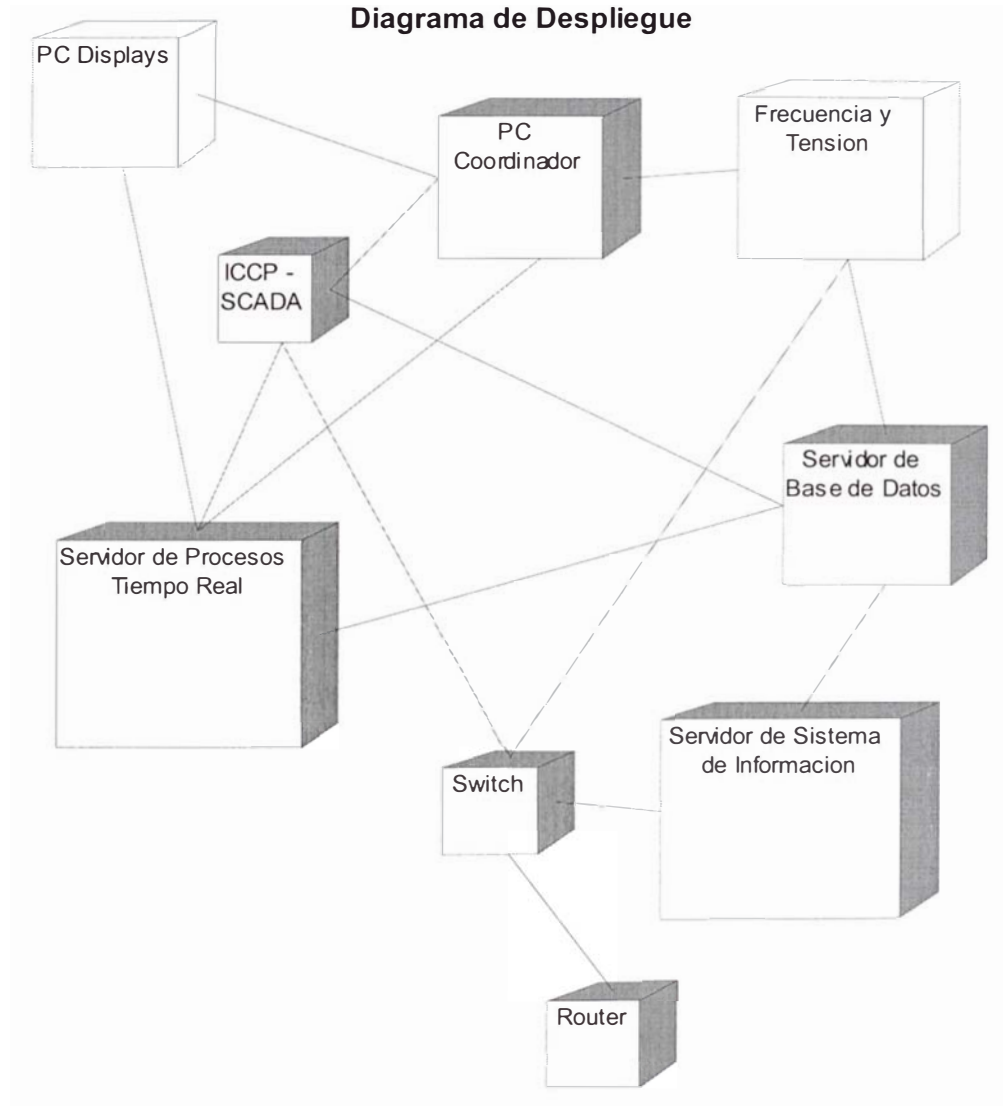 Diagrama de Despliegue
PC Displays
PC
Coordinador
Frecuencia y
Tension
ICCP -
SCADA
Servidor de
Base de Datos
Servidor de Procesos
Tiempo Real
Servidor de Sistema
de Informacion
Switch
Router